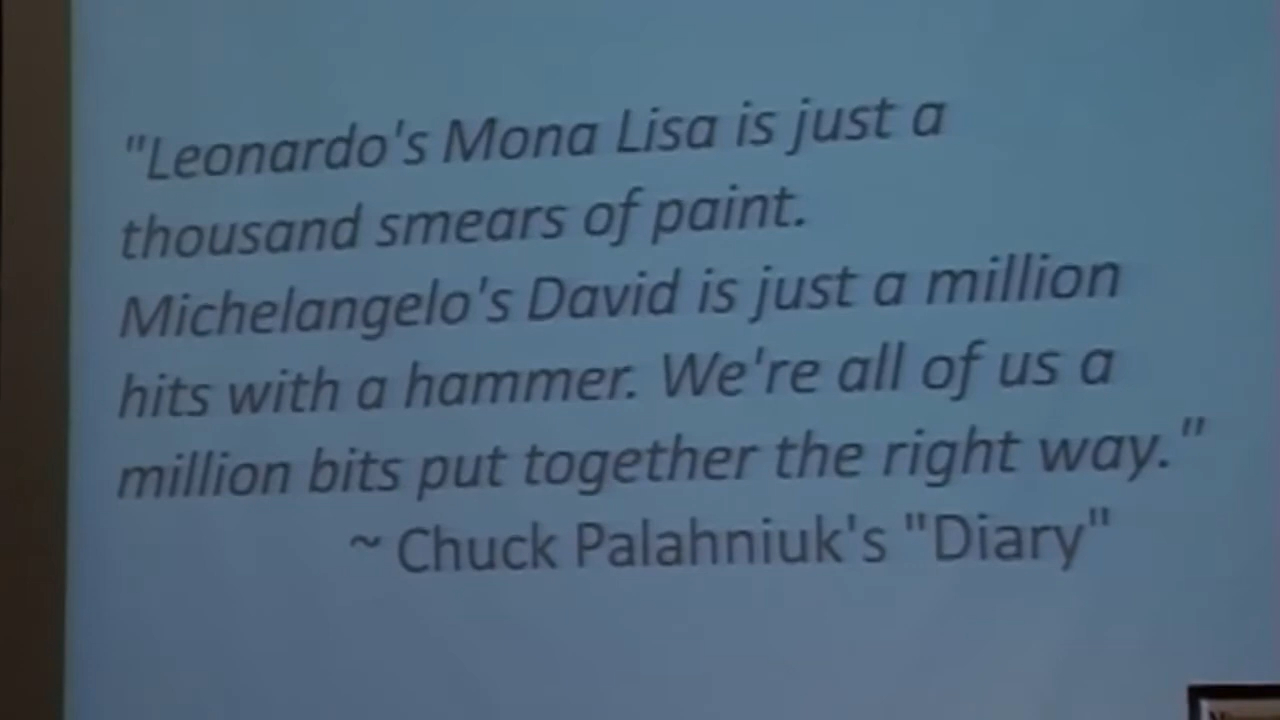 "Leonardo's Mona Lisa is just a
thousand smears of paint.
Michelangelo's David is just a million
hits with a hammer. We're all of us a
million bits put together the right way."
~ Chuck Palahniuk's "Diary"